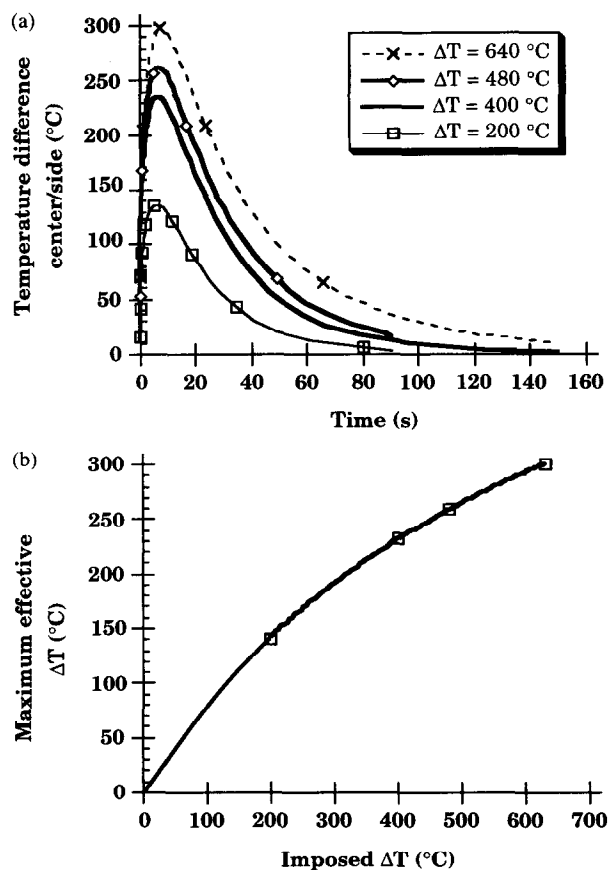 (a)
300
250
200
150
100
50
0
Temperature difference
center/side (°C)
ΔT = 640 °C
ΔT = 480 °C
ΔT = 400 °C
ΔT = 200 °C
0 20 40 60 80 100 120 140 160
Time (s)
(b)
300
250
200
150
100
50
0
Maximum effective
ΔT (°C)
0 100 200 300 400 500 600 700
Imposed ΔT (°C)